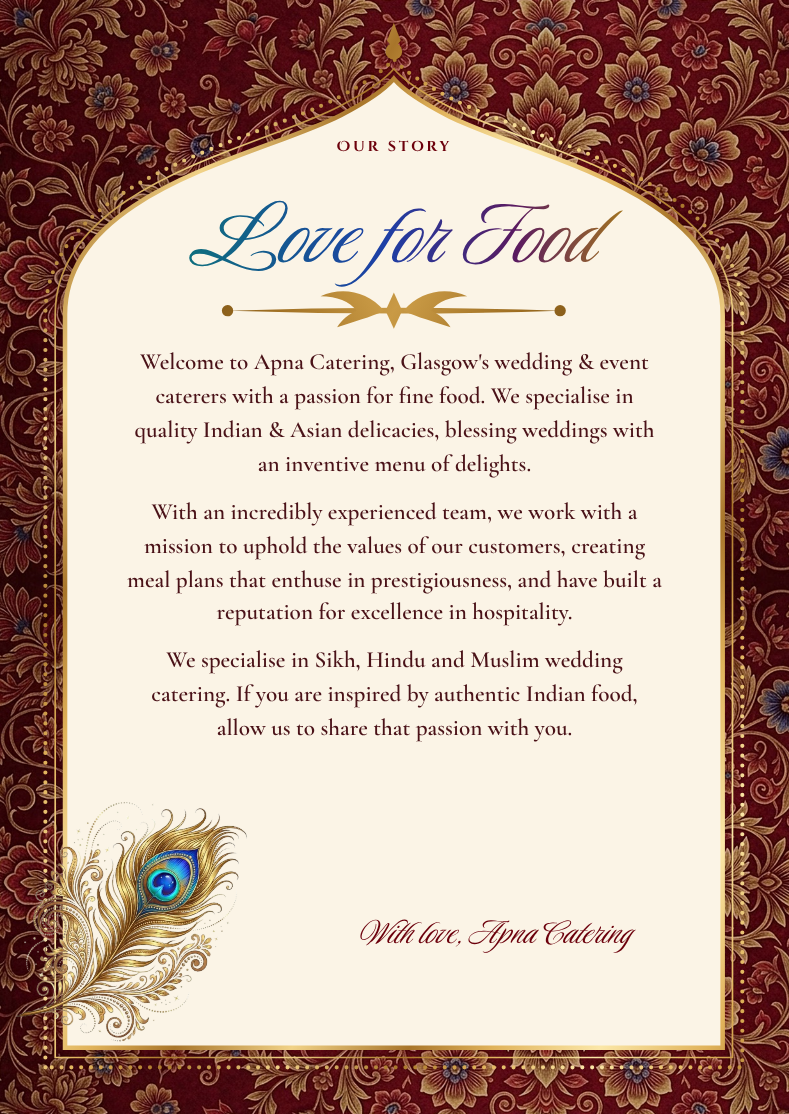 OUR STORY
Love for Food
Welcome to Apna Catering, Glasgow's wedding & event
caterers with a passion for fine food. We specialise in
quality Indian & Asian delicacies, blessing weddings with
an inventive menu of delights.
With an incredibly experienced team, we work with a
mission to uphold the values of our customers, creating
meal plans that enthuse in prestigiousness, and have built a
reputation for excellence in hospitality.
We specialise in Sikh, Hindu and Muslim wedding
catering. If you are inspired by authentic Indian food,
allow us to share that passion with you.
With love, Apna Catering